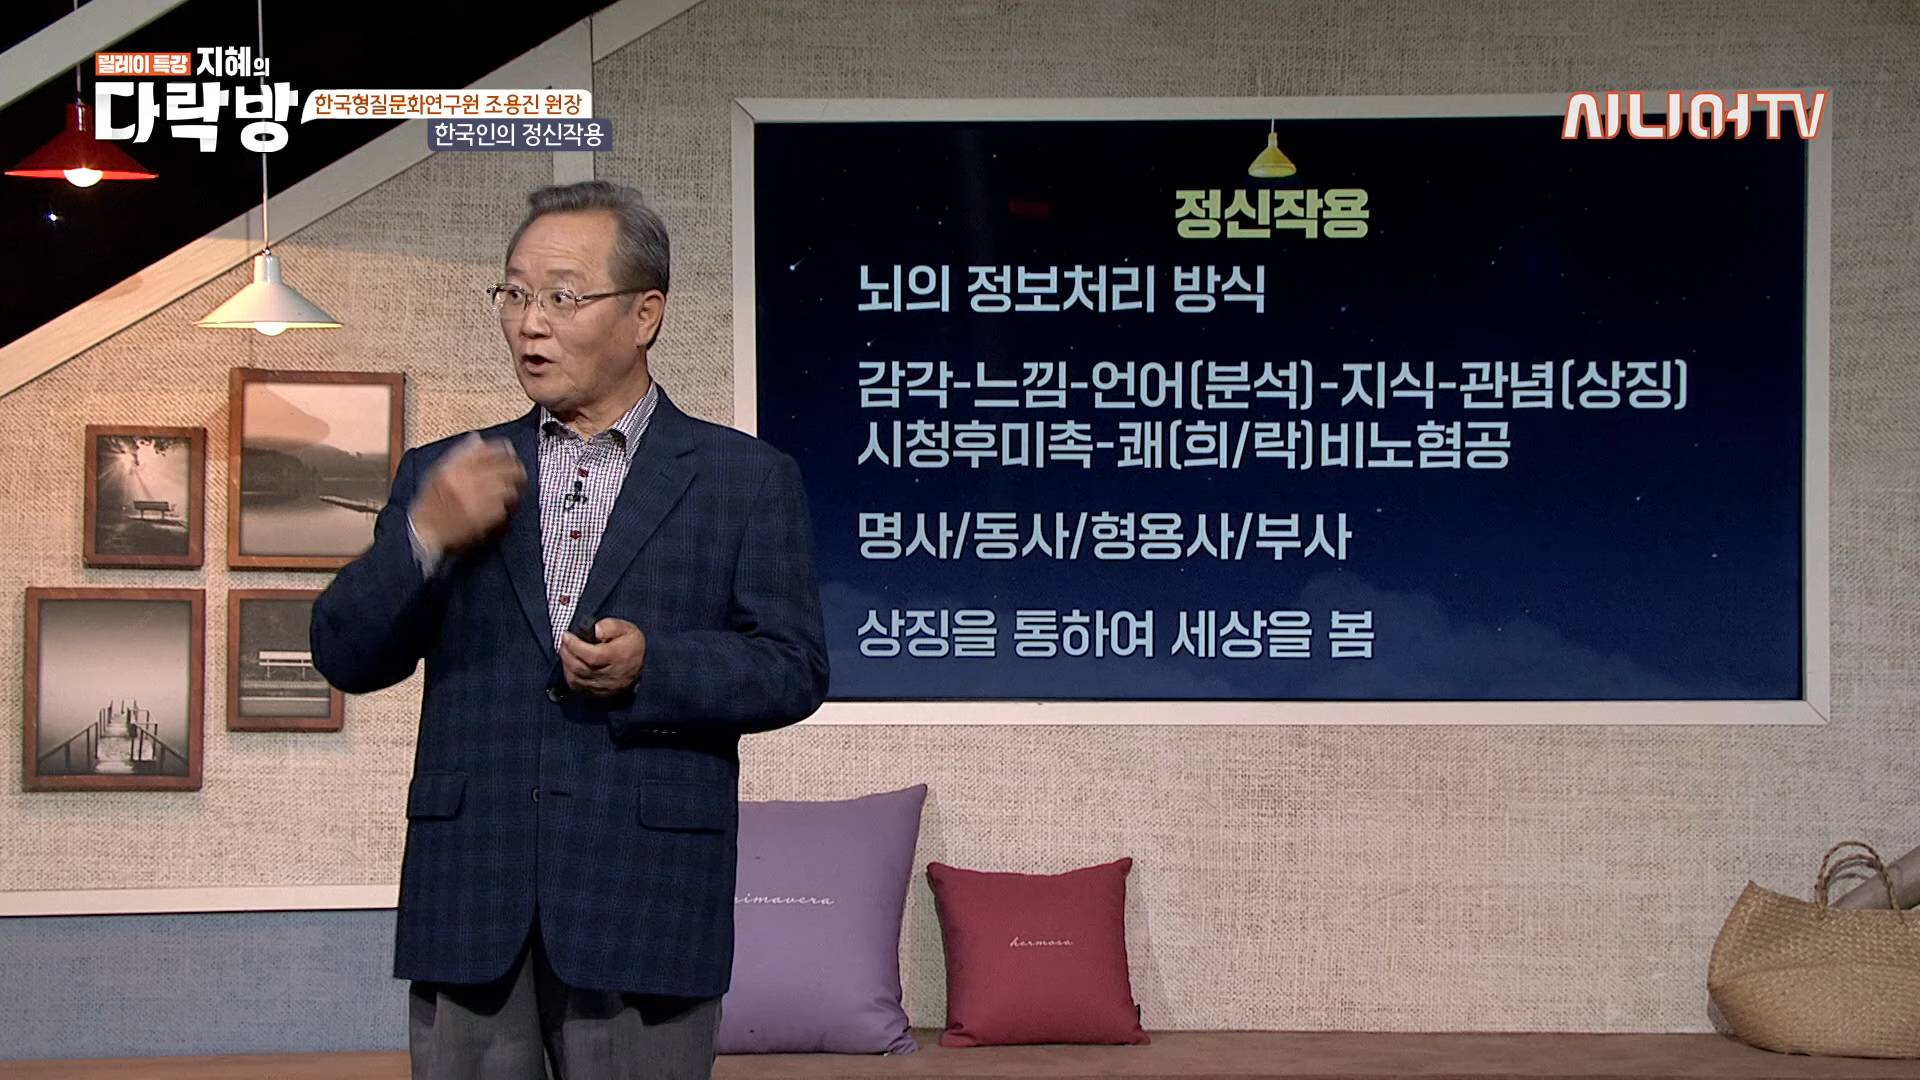 릴레이 특강 지혜의
다락방
한국형질문화연구원 조용진 원장
한국인의 정신작용
시니어TV
정신작용
뇌의 정보처리 방식
감각-느낌-언어(분석)-지식-관념(상징)
시청후미촉-쾌(희/락)비노혐공
명사/동사/형용사/부사
상징을 통하여 세상을 봄
hermosa